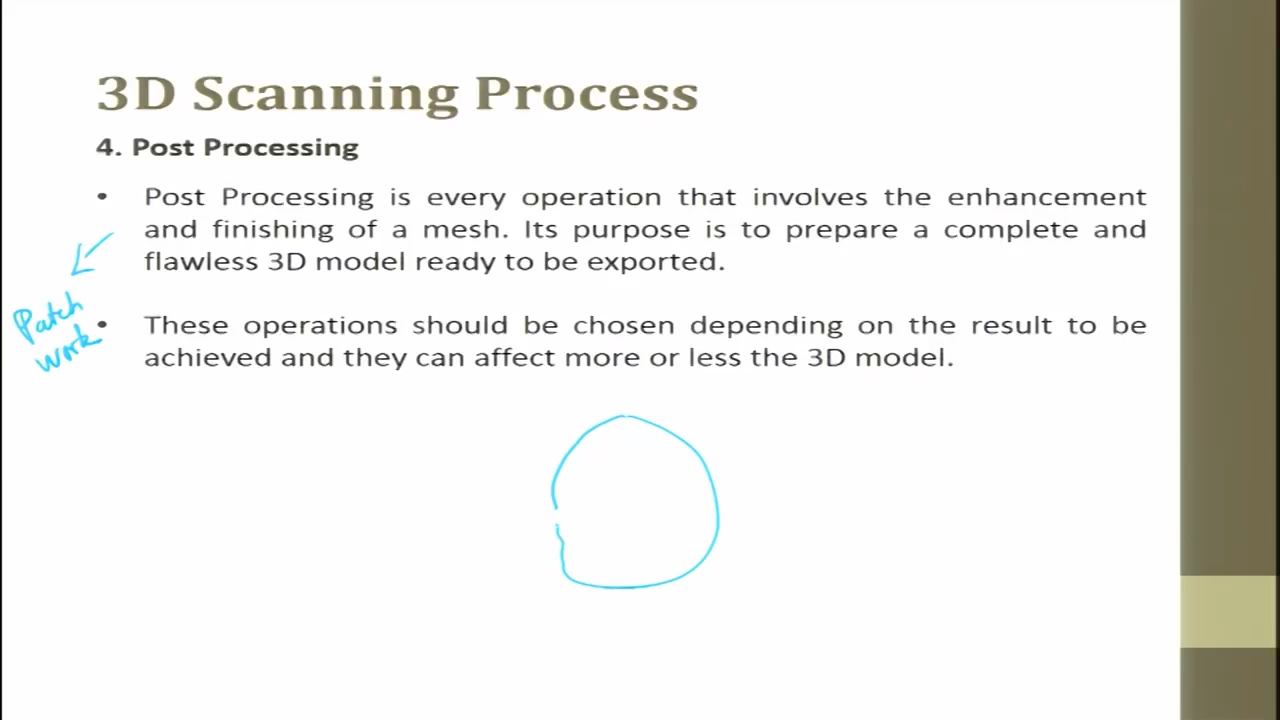 3D Scanning Process
4. Post Processing
• Post Processing is every operation that involves the enhancement
and finishing of a mesh. Its purpose is to prepare a complete and
flawless 3D model ready to be exported.
Patch
work
• These operations should be chosen depending on the result to be
achieved and they can affect more or less the 3D model.